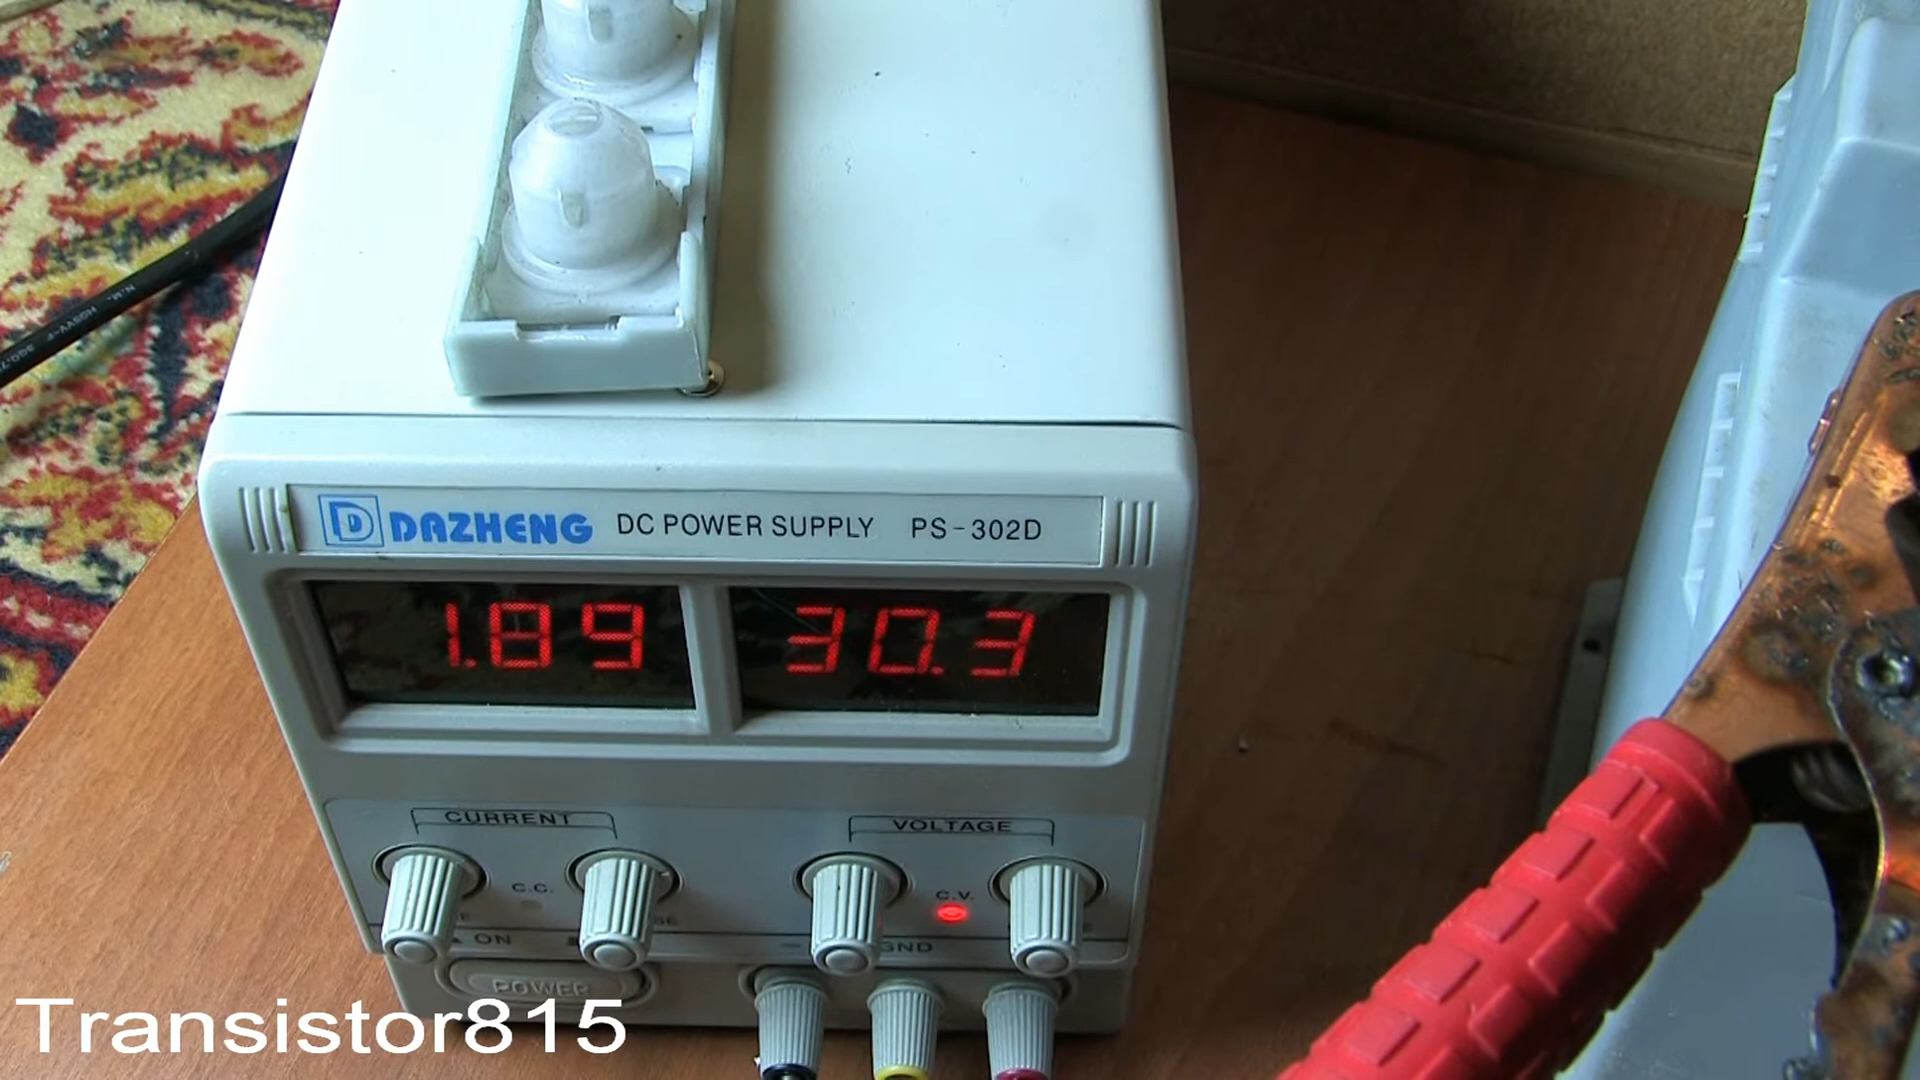 DAZHENG DC POWER SUPPLY PS-302D
1.89 30.3
CURRENT VOLTAGE
C.C. C.V.
ON GND
POWER
Transistor815